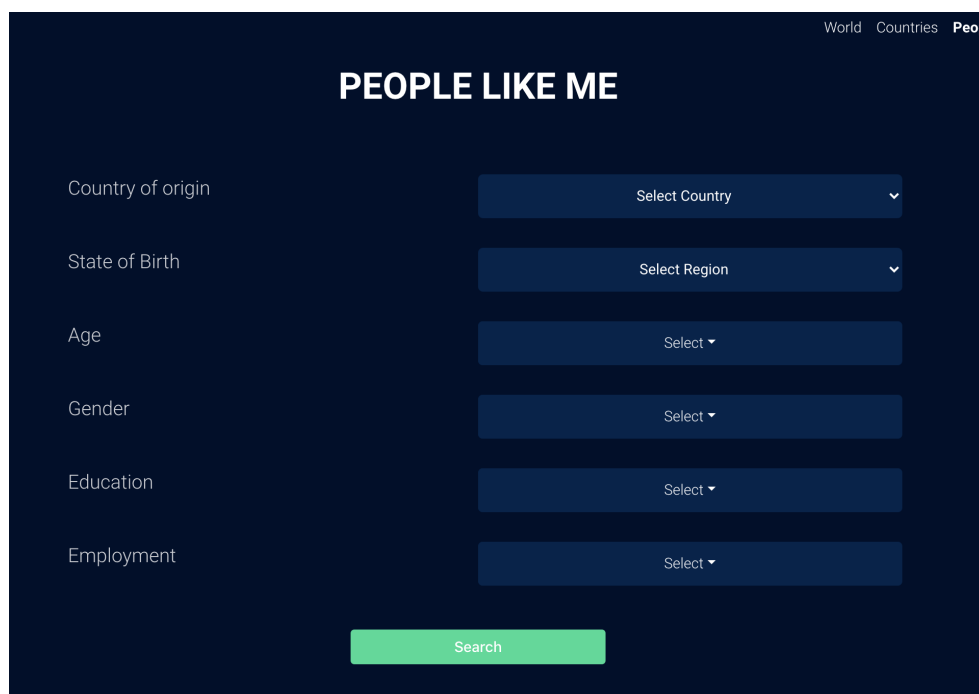 World Countries Peo
PEOPLE LIKE ME
Country of origin
Select Country
State of Birth
Select Region
Age
Select
Gender
Select
Education
Select
Employment
Select
Search